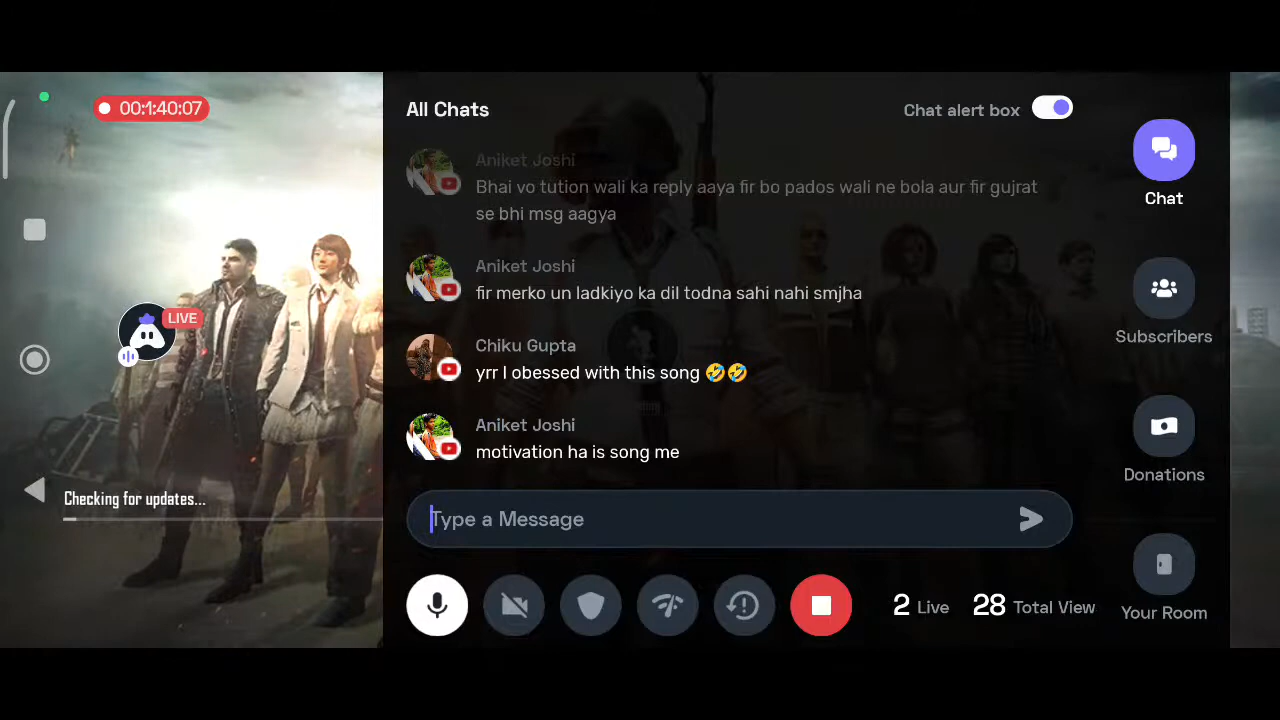 00:1:40:07
All Chats
Chat alert box
Aniket Joshi
Bhai vo tution wali ka reply aaya fir bo pados wali ne bola aur fir gujrat
se bhi msg aagya
Chat
Aniket Joshi
fir merko un ladkiyo ka dil todna sahi nahi smjha
LIVE
Subscribers
Chiku Gupta
yrr I obessed with this song 🤣🤣
Aniket Joshi
motivation ha is song me
Donations
Checking for updates...
Type a Message
2 Live
28 Total View
Your Room